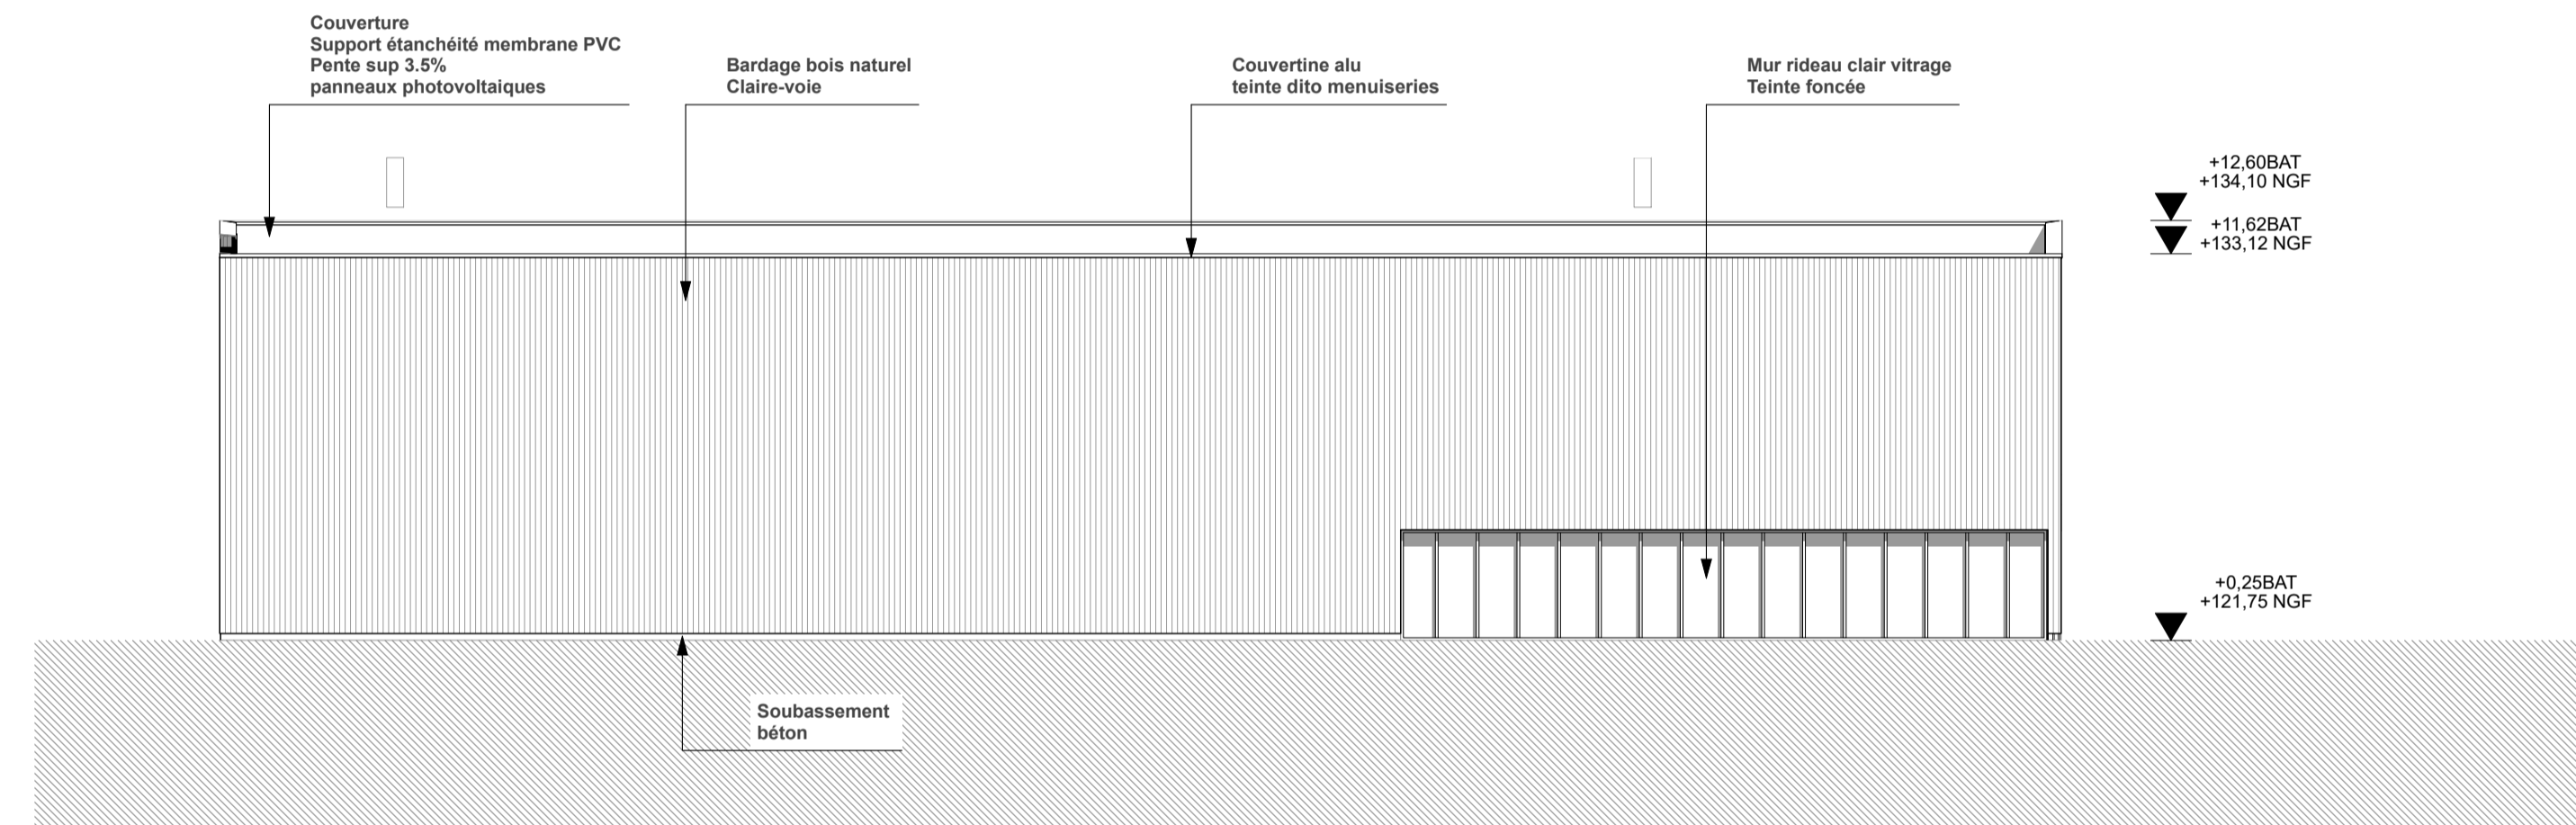 Couverture
Support étanchéité membrane PVC
Pente sup 3.5%
panneaux photovoltaiques
Bardage bois naturel
Claire-voie
Couvertine alu
teinte dito menuiseries
Mur rideau clair vitrage
Teinte foncée
+12,60BAT
+134,10 NGF
+11,62BAT
+133,12 NGF
+0,25BAT
+121,75 NGF
Soubassement
béton